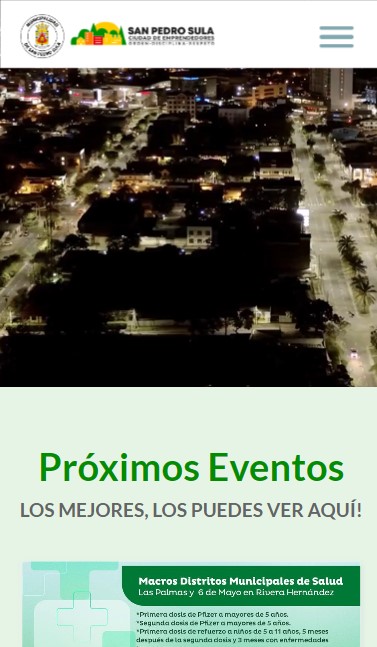 MUNICIPALIDAD
DE SAN PEDRO SULA
SAN PEDRO SULA
CIUDAD DE EMPRENDEDORES
ORDEN-DISCIPLINA-RESPETO
Próximos Eventos
LOS MEJORES, LOS PUEDES VER AQUÍ!
Macros Distritos Municipales de Salud
Las Palmas y 6 de Mayo en Rivera Hernández
*Primera dosis de Pfizer a mayores de 5 años.
*Segunda dosis de Pfizer a mayores de 5 años.
*Primera dosis de refuerzo a niños de 5 a 11 años, 5 meses
después de la segunda dosis y 3 meses con enfermedades